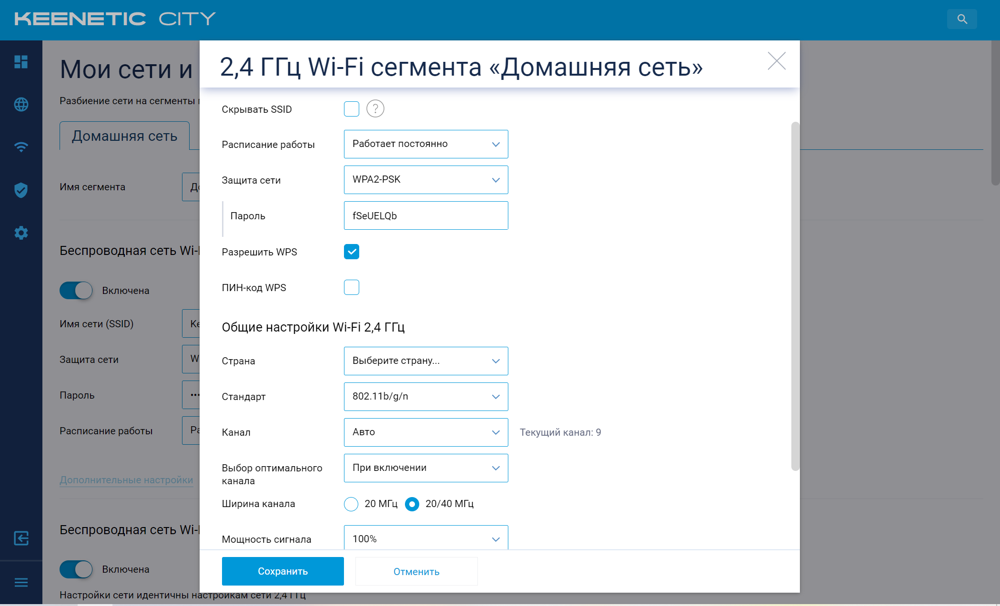 KEENETIC CITY
Мои сети и
Разбиение сети на сегменты
Домашняя сеть
Имя сегмента
Беспроводная сеть Wi-
Включена
Имя сети (SSID)
Защита сети
Пароль
•••
Расписание работы
Дополнительные настройки
Беспроводная сеть Wi-
Включена
Настройки сети идентичны настройкам сети 2,4 ГГц
2,4 ГГц Wi-Fi сегмента «Домашняя сеть»
Скрывать SSID
?
Расписание работы
Работает постоянно
Защита сети
WPA2-PSK
Пароль
fSeUELQb
Разрешить WPS
ПИН-код WPS
Общие настройки Wi-Fi 2,4 ГГц
Страна
Выберите страну...
Стандарт
802.11b/g/n
Канал
Авто
Текущий канал: 9
Выбор оптимального
канала
При включении
Ширина канала
20 МГц
20/40 МГц
Мощность сигнала
100%
Сохранить
Отменить